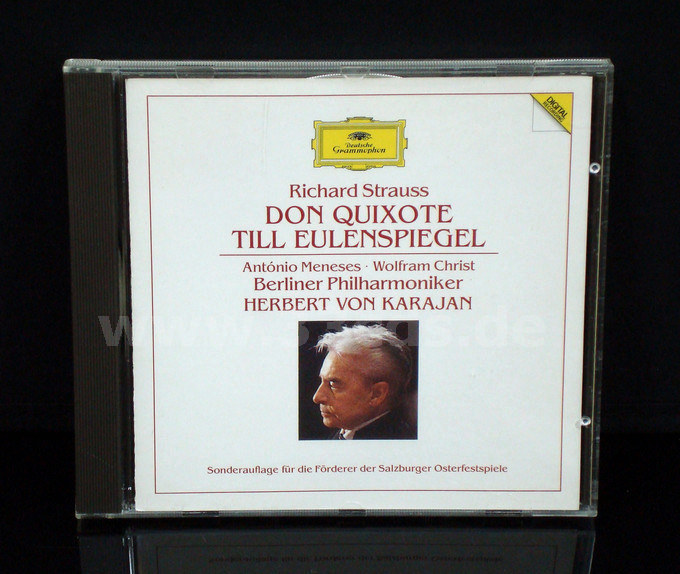 DIGITAL
RECORDING
Deutsche
Grammophon
Richard Strauss
DON QUIXOTE
TILL EULENSPIEGEL
António Meneses · Wolfram Christ
Berliner Philharmoniker
HERBERT VON KARAJAN
Sonderauflage für die Förderer der Salzburger Osterfestspiele